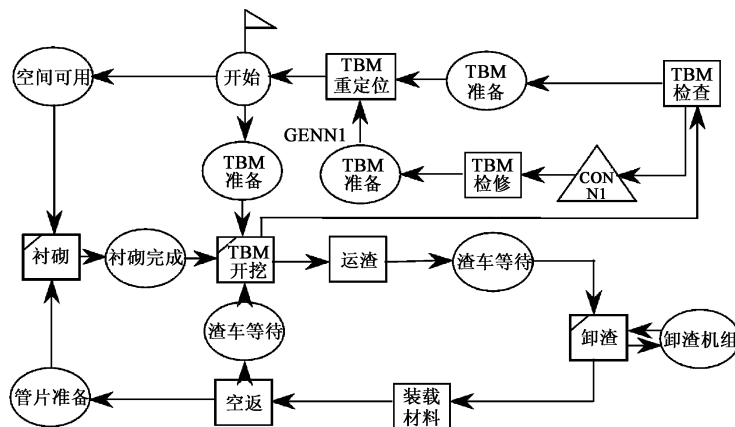 空间可用
开始
TBM
重定位
TBM
准备
TBM
检查
GENN1
TBM
准备
TBM
准备
TBM
检修
CON
N1
衬砌
衬砌完成
TBM
开挖
运渣
渣车等待
渣车等待
卸渣
卸渣机组
管片准备
空返
装载
材料